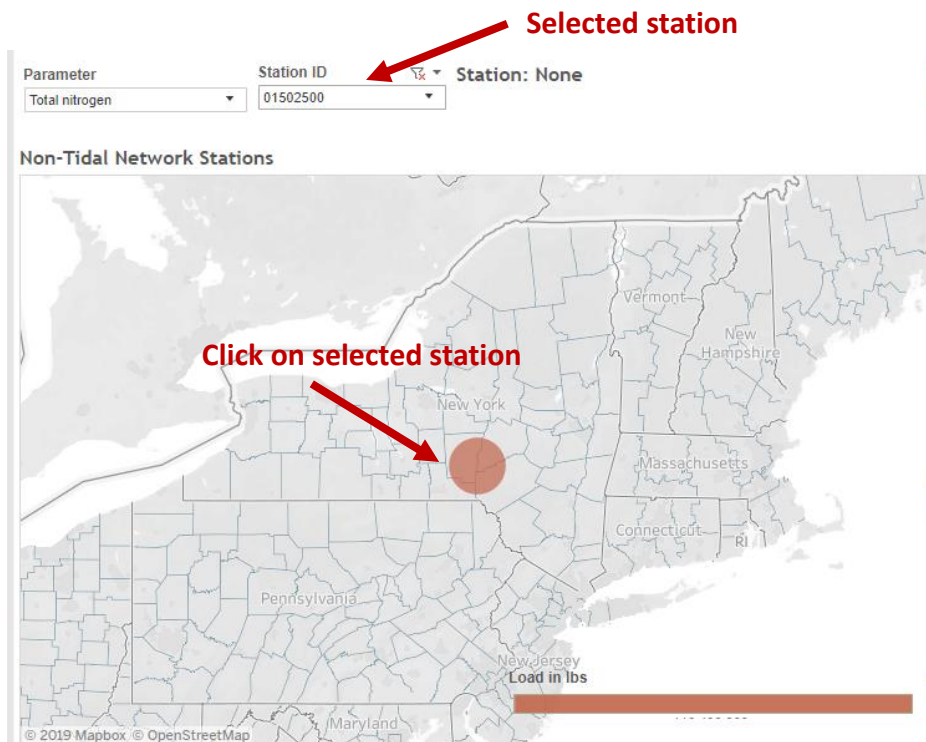 Selected station
Parameter
Station ID
Station: None
Total nitrogen
01502500
Non-Tidal Network Stations
Vermont
New
Hampshire
Click on selected station
New York
Massachusetts
Connecticut
RI
Pennsylvania
New Jersey
Load in lbs
Maryland
© 2019 Mapbox © OpenStreetMap